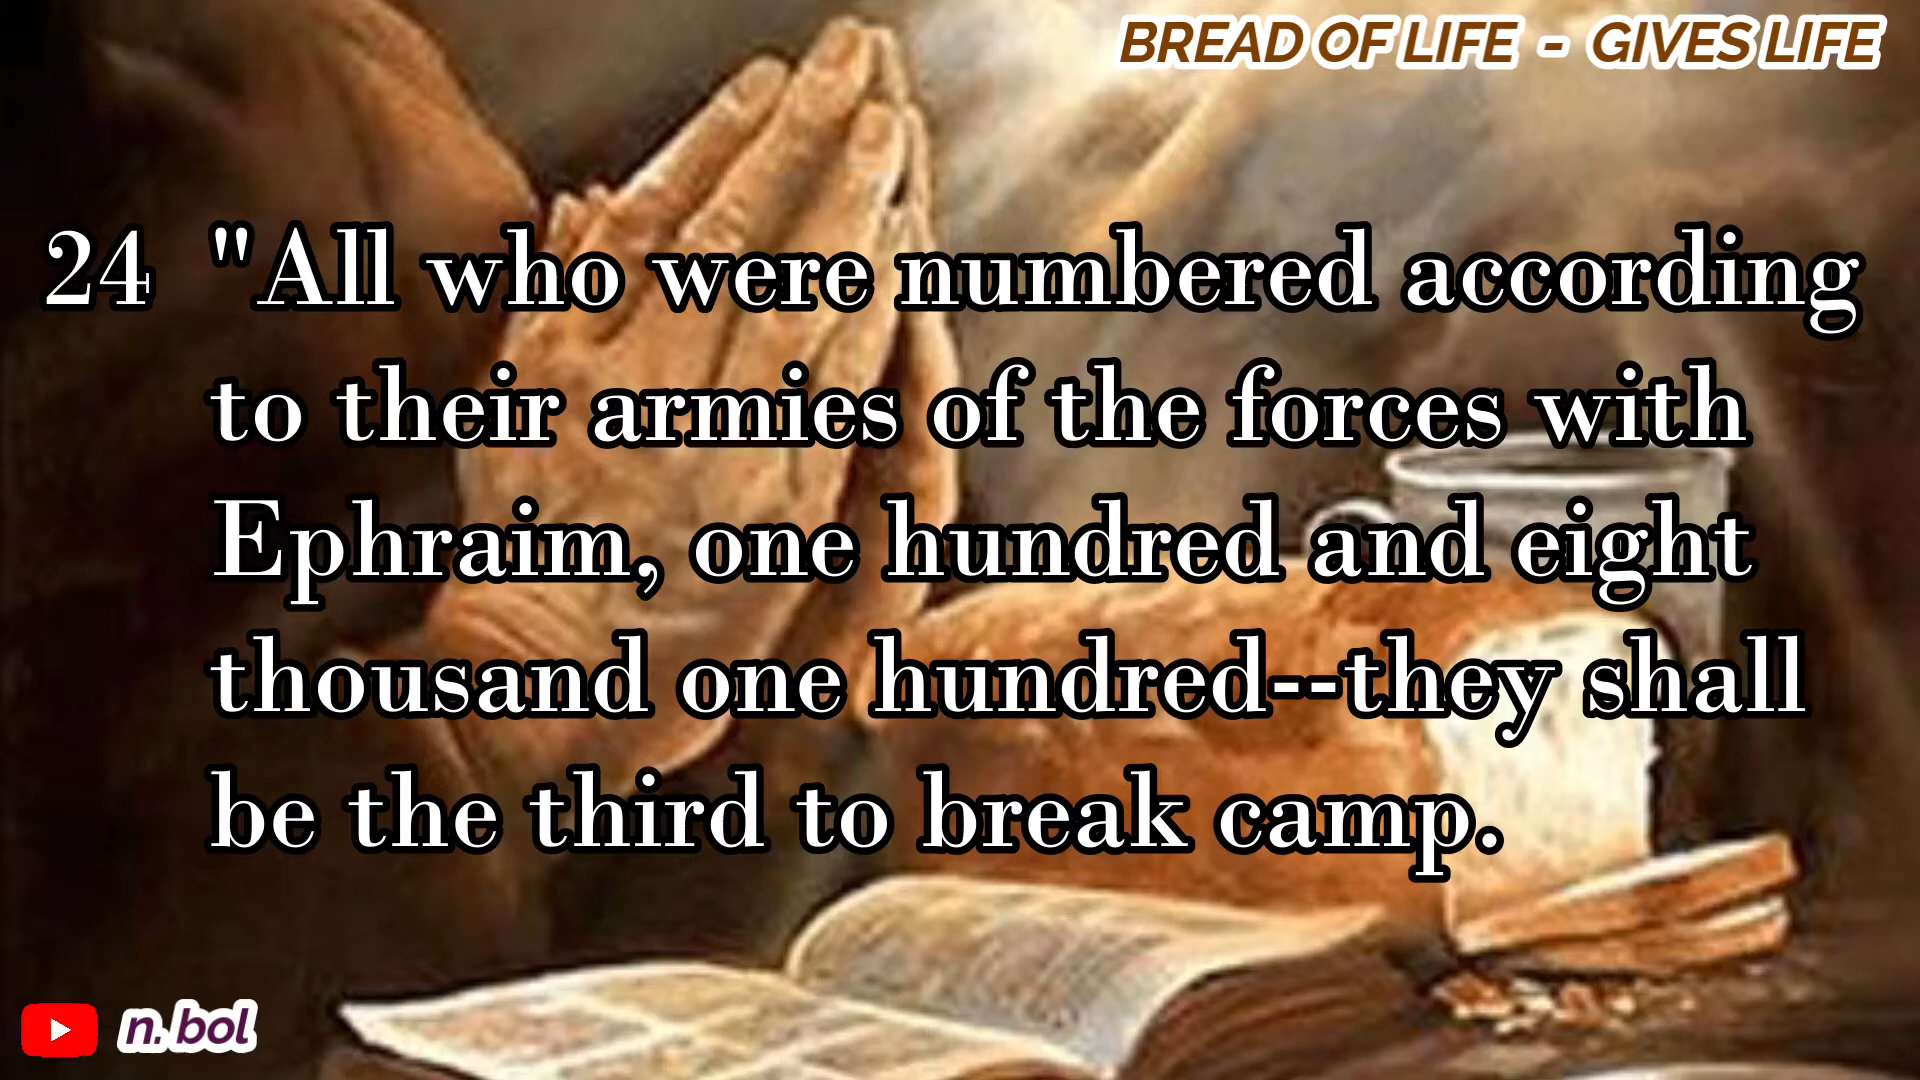 BREAD OF LIFE - GIVES LIFE
24 "All who were numbered according
to their armies of the forces with
Ephraim, one hundred and eight
thousand one hundred--they shall
be the third to break camp.
n. bol